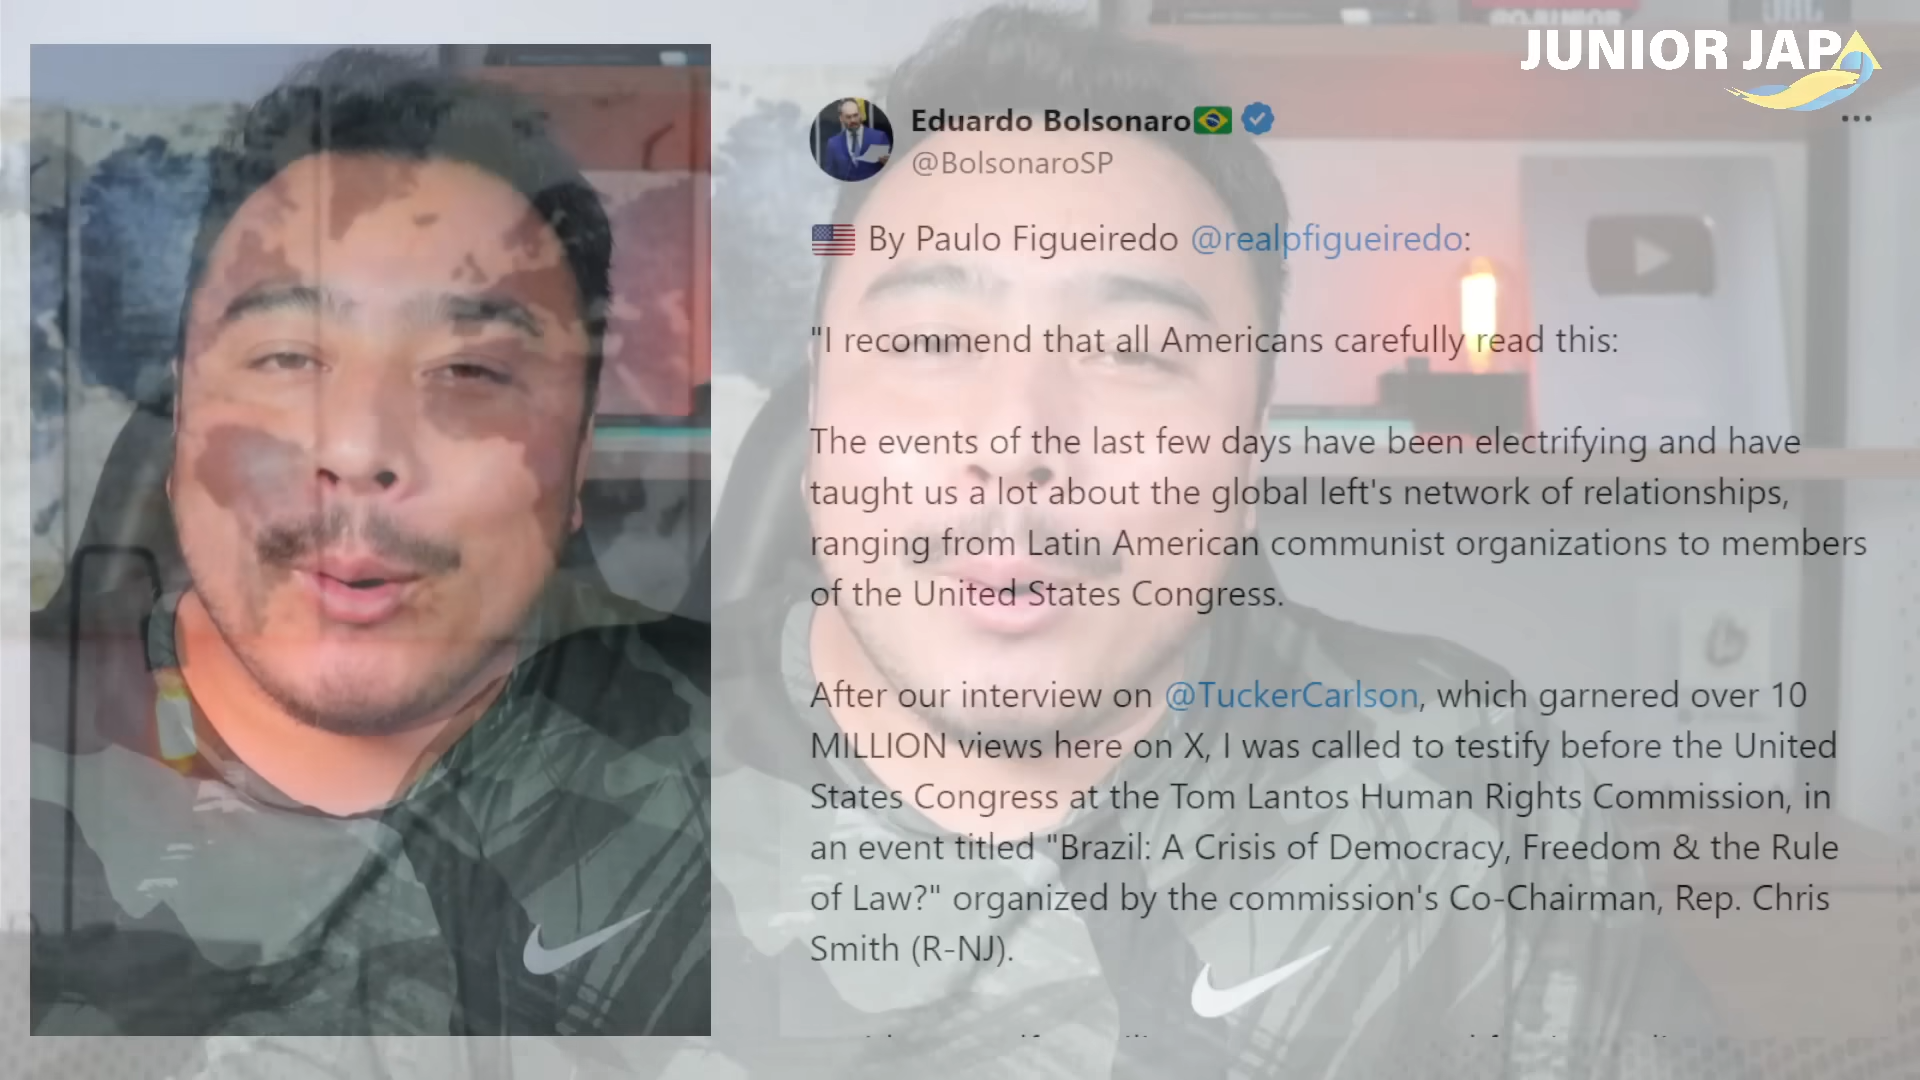 JUNIOR JAPA
Eduardo Bolsonaro
@BolsonaroSP
By Paulo Figueiredo @realpfigueiredo:
"I recommend that all Americans carefully read this:
The events of the last few days have been electrifying and have
taught us a lot about the global left's network of relationships,
ranging from Latin American communist organizations to members
of the United States Congress.
After our interview on @TuckerCarlson, which garnered over 10
MILLION views here on X, I was called to testify before the United
States Congress at the Tom Lantos Human Rights Commission, in
an event titled "Brazil: A Crisis of Democracy, Freedom & the Rule
of Law?" organized by the commission's Co-Chairman, Rep. Chris
Smith (R-NJ).